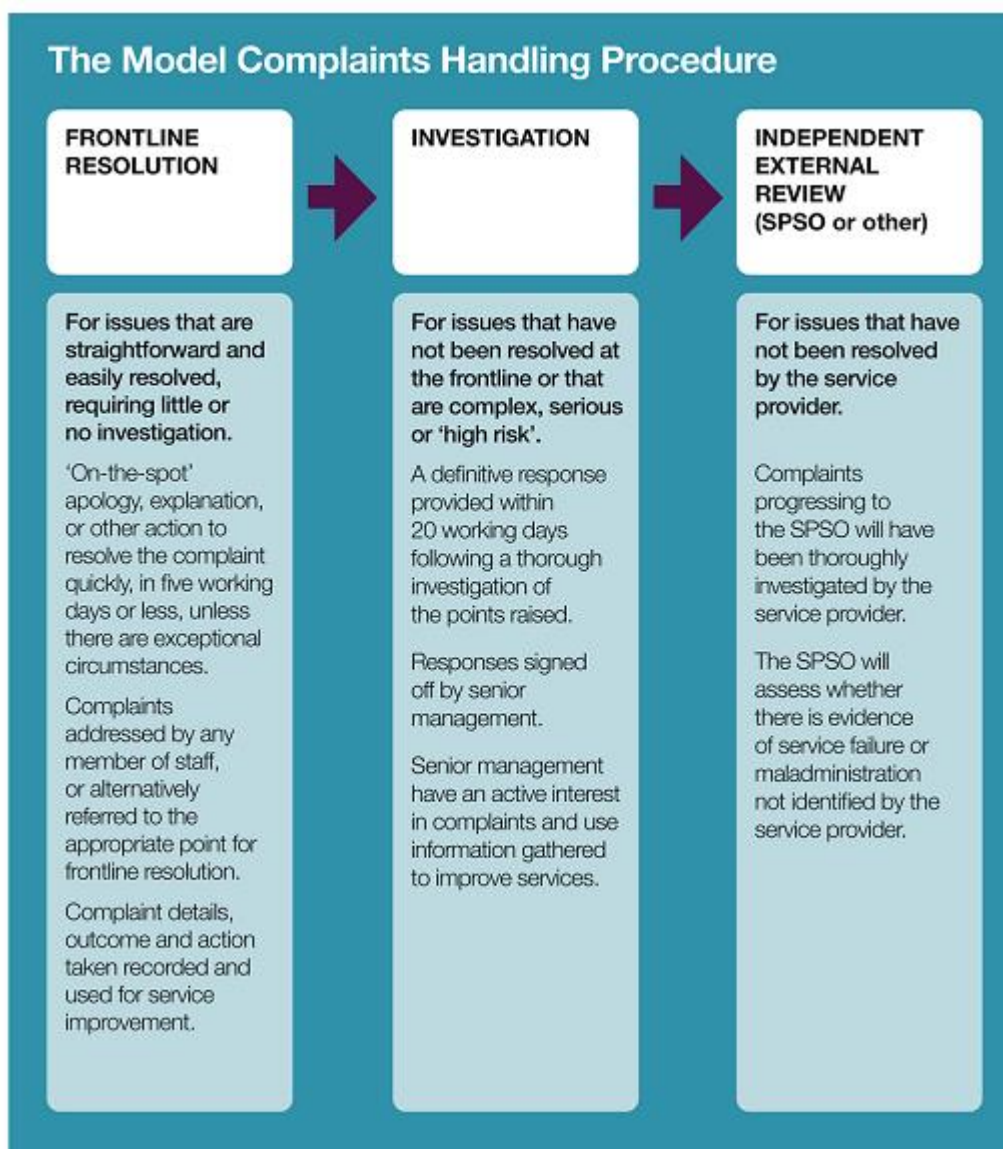 The Model Complaints Handling Procedure
FRONTLINE
RESOLUTION
INVESTIGATION
INDEPENDENT
EXTERNAL
REVIEW
(SPSO or other)
For issues that are
straightforward and
easily resolved,
requiring little or
no investigation.
‘On-the-spot’
apology, explanation,
or other action to
resolve the complaint
quickly, in five working
days or less, unless
there are exceptional
circumstances.
Complaints
addressed by any
member of staff,
or alternatively
referred to the
appropriate point for
frontline resolution.
Complaint details,
outcome and action
taken recorded and
used for service
improvement.
For issues that have
not been resolved at
the frontline or that
are complex, serious
or ‘high risk’.
A definitive response
provided within
20 working days
following a thorough
investigation of
the points raised.
Responses signed
off by senior
management.
Senior management
have an active interest
in complaints and use
information gathered
to improve services.
For issues that have
not been resolved
by the service
provider.
Complaints
progressing to
the SPSO will have
been thoroughly
investigated by the
service provider.
The SPSO will
assess whether
there is evidence
of service failure or
maladministration
not identified by the
service provider.